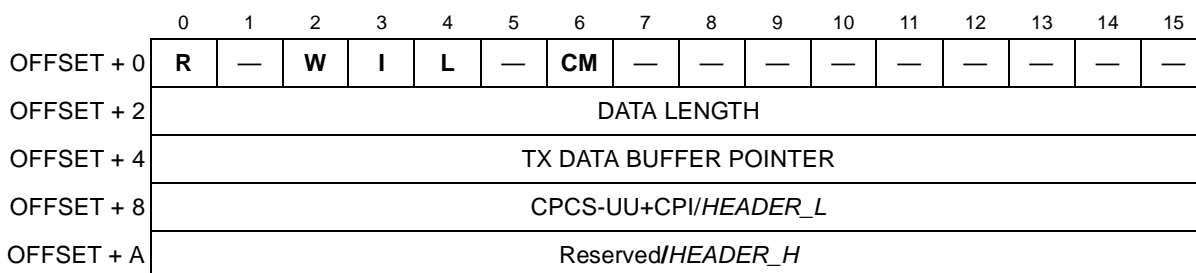 0 1 2 3 4 5 6 7 8 9 10 11 12 13 14 15
OFFSET + 0 R — W I L — CM — — — — — — — — —
OFFSET + 2 DATA LENGTH
OFFSET + 4 TX DATA BUFFER POINTER
OFFSET + 8 CPCS-UU+CPI/HEADER_L
OFFSET + A Reserved/HEADER_H